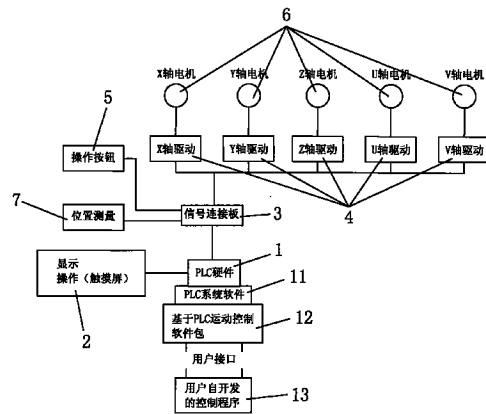 6
X轴电机 Y轴电机 Z轴电机 U轴电机 V轴电机
5
操作按钮
X轴驱动 Y轴驱动 Z轴驱动 U轴驱动 V轴驱动
7
位置测量
信号连接板
3
4
显示
操作（触摸屏）
2
PLC硬件
1
PLC系统软件
11
基于PLC运动控制
软件包
12
用户接口
用户自开发
的控制程序
13